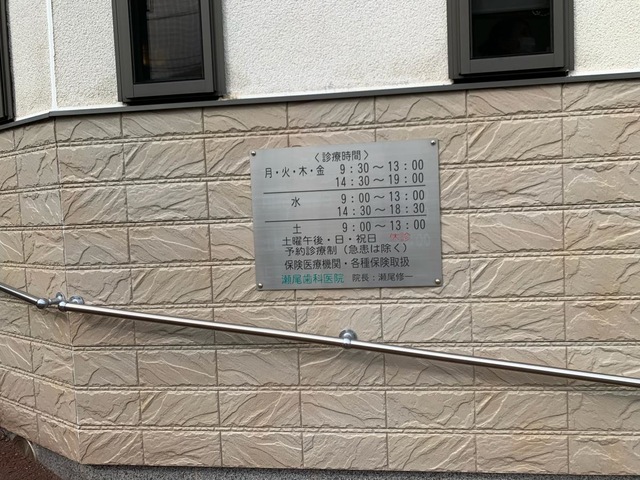 〈診療時間〉
月・火・木・金 9:30～13:00
14:30～19:00
水 9:00～13:00
14:30～18:30
土 9:00～13:00
土曜午後・日・祝日 休診
予約診療制（急患は除く）
保険医療機関・各種保険取扱
瀬尾歯科医院 院長:瀬尾修一